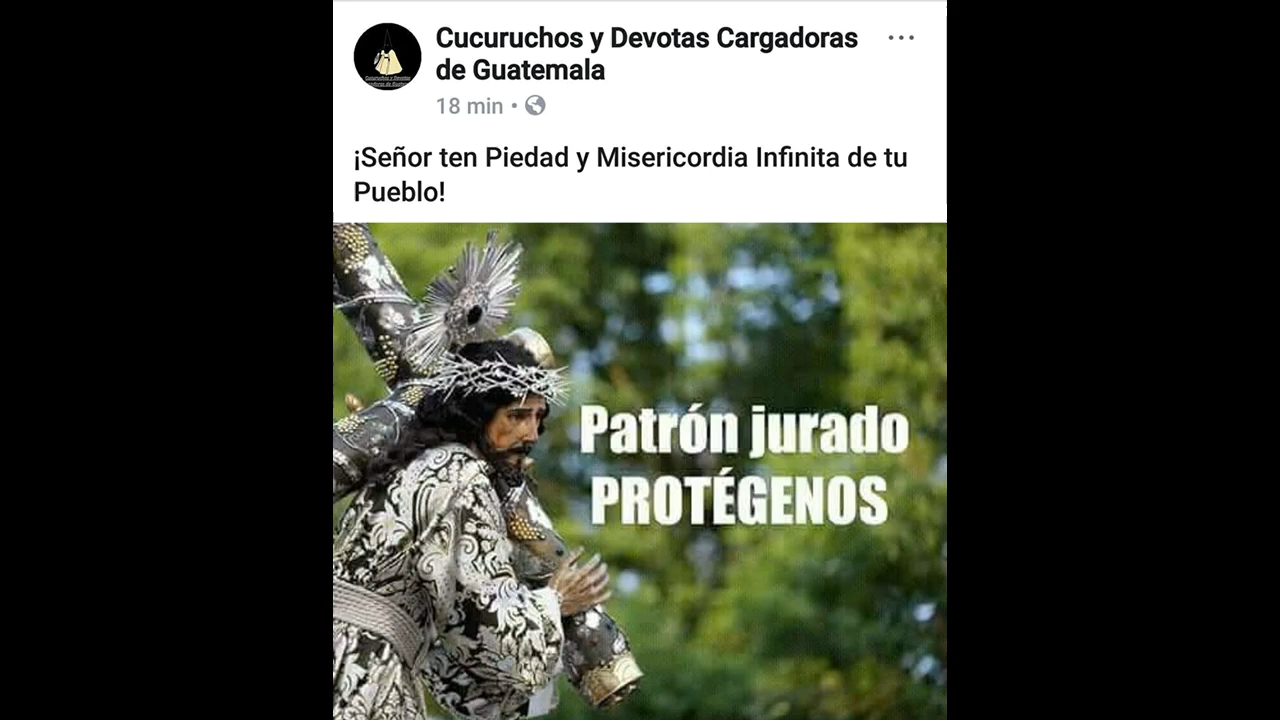 Cucuruchos y Devotas Cargadoras
de Guatemala
18 min •
¡Señor ten Piedad y Misericordia Infinita de tu
Pueblo!
Patrón jurado
PROTÉGENOS